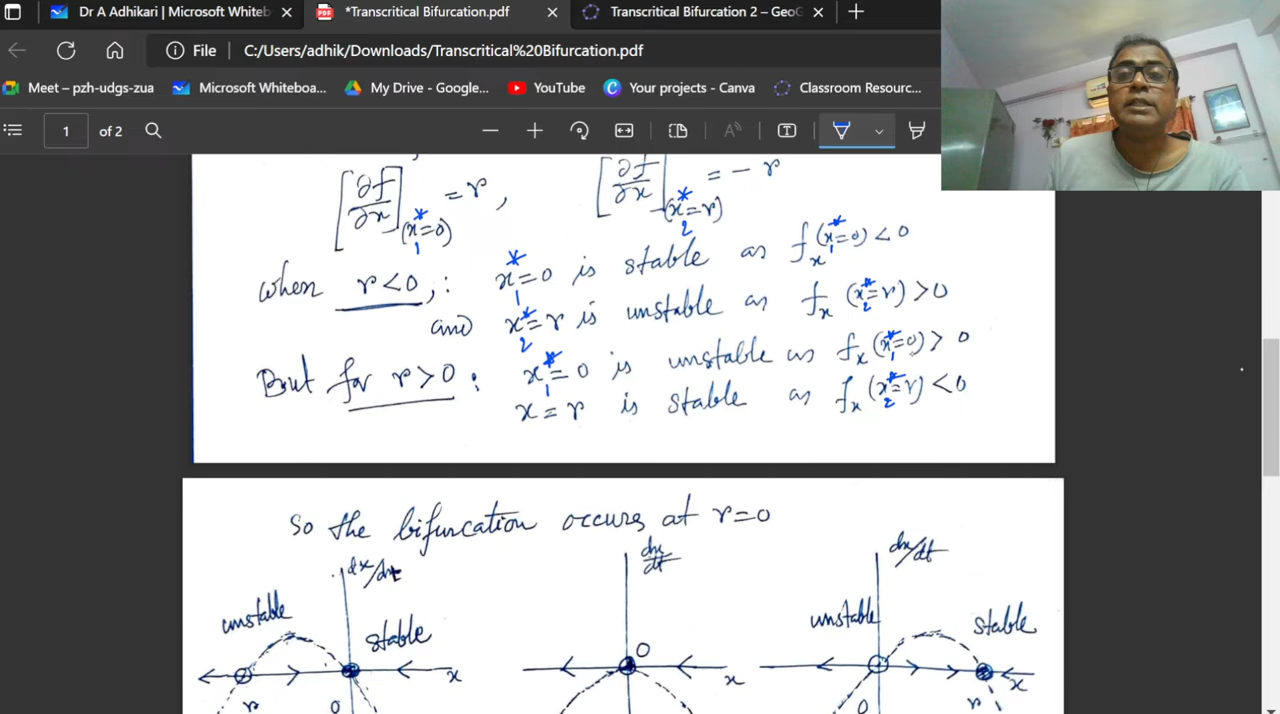 Dr A Adhikari | Microsoft Whiteb
*Transcritical Bifurcation.pdf
Transcritical Bifurcation 2 – GeoG
File
C:/Users/adhik/Downloads/Transcritical%20Bifurcation.pdf
Meet – pzh-udgs-zua
Microsoft Whiteboa...
My Drive - Google...
YouTube
Your projects - Canva
Classroom Resourc...
1 of 2
[∂f/∂x](x₁*=0) = r, [∂f/∂x](x₂*=r) = - r
when r<0,: x₁*=0 is stable as fₓ(x₁*=0)<0
and x₂*=r is unstable as fₓ(x₂*=r)>0
But for r>0: x₁*=0 is unstable as fₓ(x₁*=0)>0
x=r is stable as fₓ(x₂*=r)<0
So the bifurcation occurs at r=0
dx/dt
dx/dt
dx/dt
unstable
stable
O
unstable
stable
x
x
x
r
0
0
r